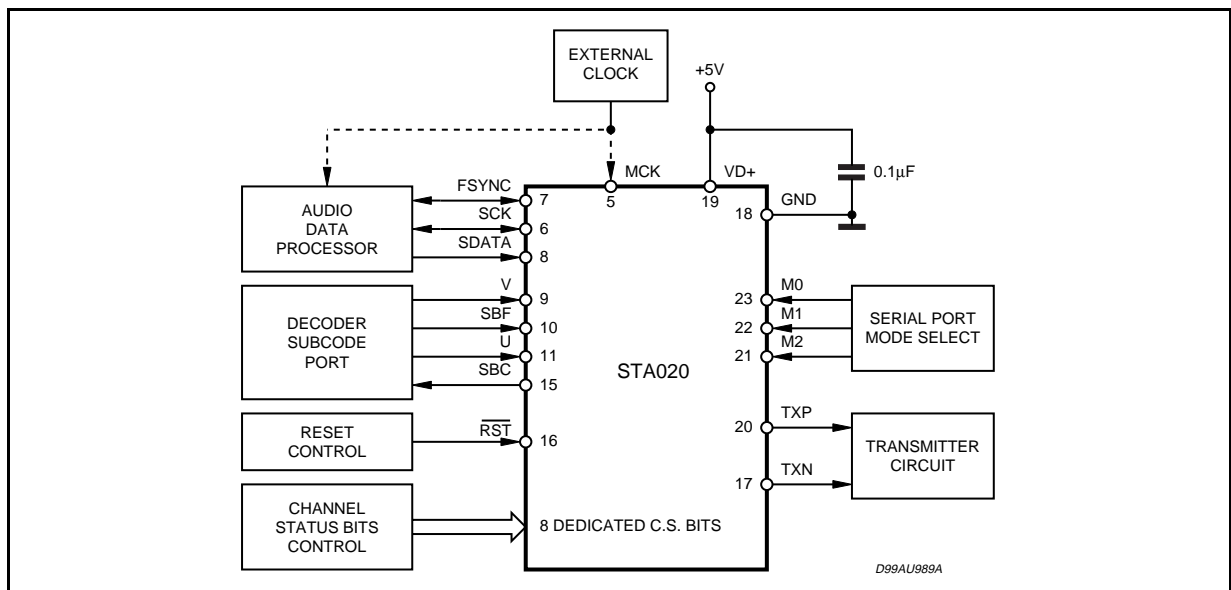 EXTERNAL
CLOCK
+5V
MCK
VD+
5
19
0.1μF
GND
18
AUDIO
DATA
PROCESSOR
FSYNC
7
SCK
6
SDATA
8
DECODER
SUBCODE
PORT
V
9
SBF
10
U
11
SBC
15
STA020
23
M0
22
M1
21
M2
SERIAL PORT
MODE SELECT
RESET
CONTROL
RST
16
20
TXP
17
TXN
TRANSMITTER
CIRCUIT
CHANNEL
STATUS BITS
CONTROL
8 DEDICATED C.S. BITS
D99AU989A